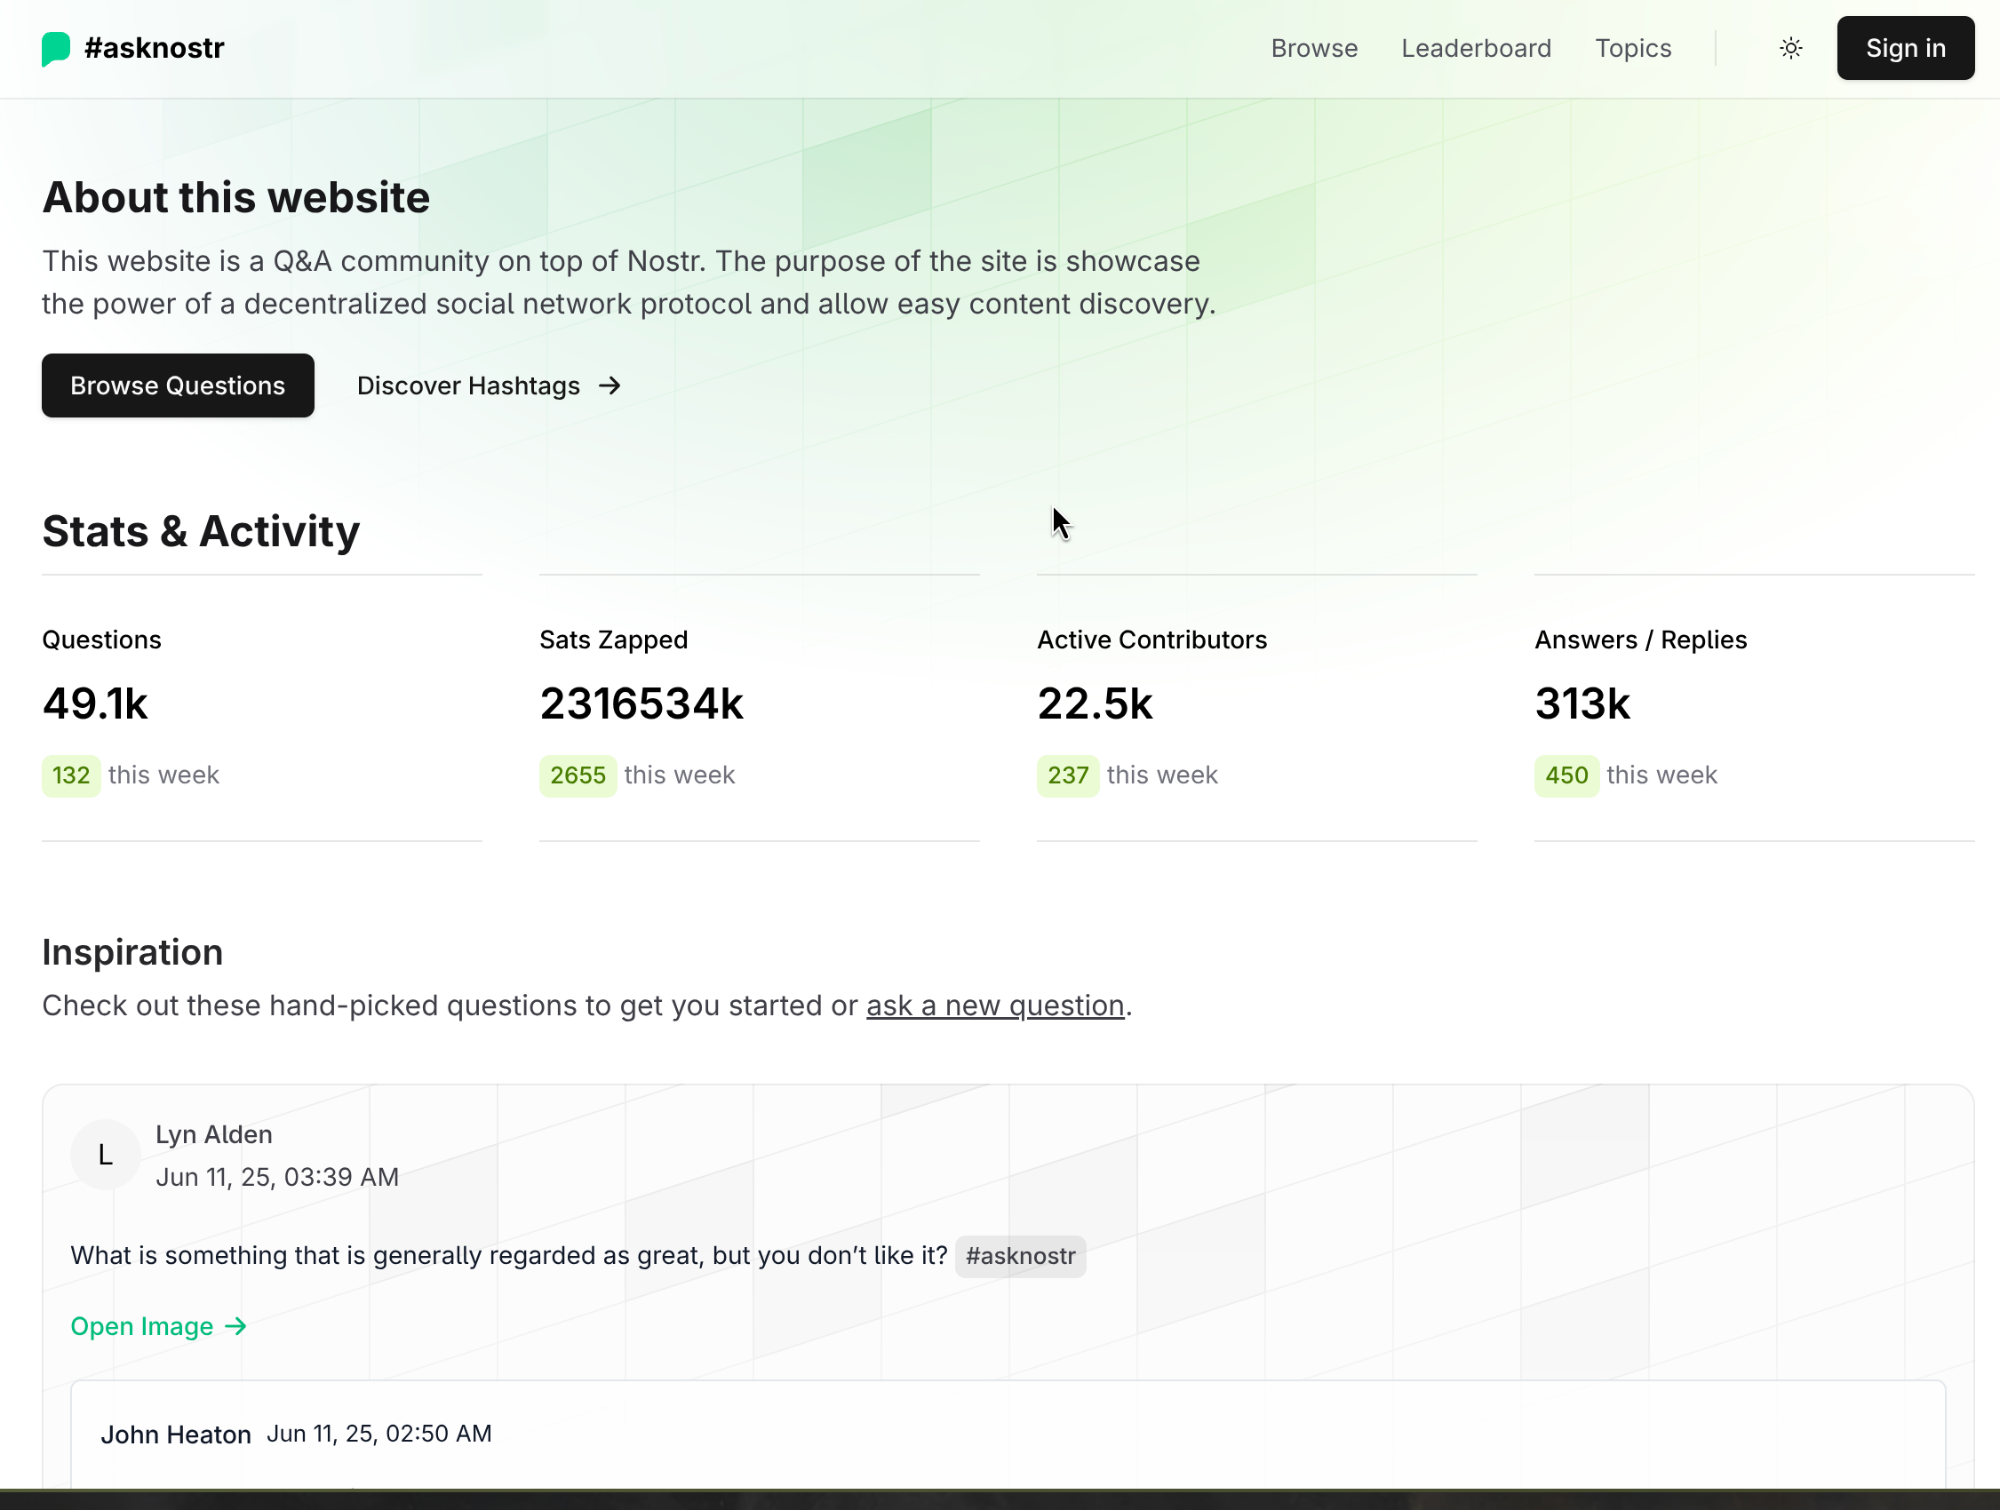 #asknostr
Browse
Leaderboard
Topics
Sign in
About this website
This website is a Q&A community on top of Nostr. The purpose of the site is showcase
the power of a decentralized social network protocol and allow easy content discovery.
Browse Questions
Discover Hashtags →
Stats & Activity
Questions
49.1k
132 this week
Sats Zapped
2316534k
2655 this week
Active Contributors
22.5k
237 this week
Answers / Replies
313k
450 this week
Inspiration
Check out these hand-picked questions to get you started or ask a new question.
L
Lyn Alden
Jun 11, 25, 03:39 AM
What is something that is generally regarded as great, but you don’t like it? #asknostr
Open Image →
John Heaton Jun 11, 25, 02:50 AM